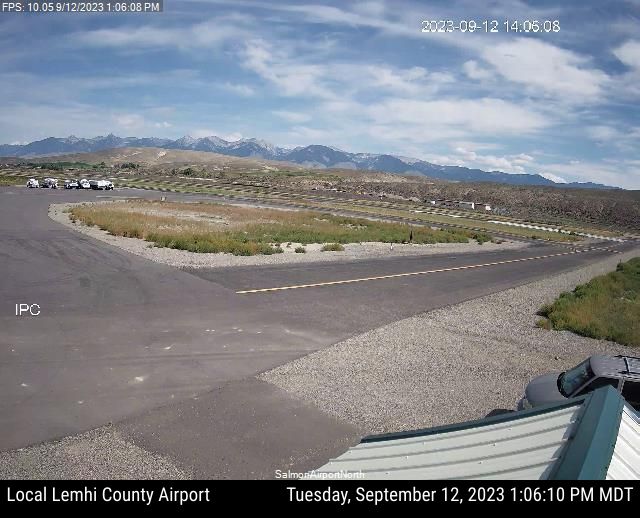 FPS: 10.05 9/12/2023 1:06:08 PM
2023-09-12 14:06:08
IPC
SalmonAirportNorth
Local Lemhi County Airport Tuesday, September 12, 2023 1:06:10 PM MDT